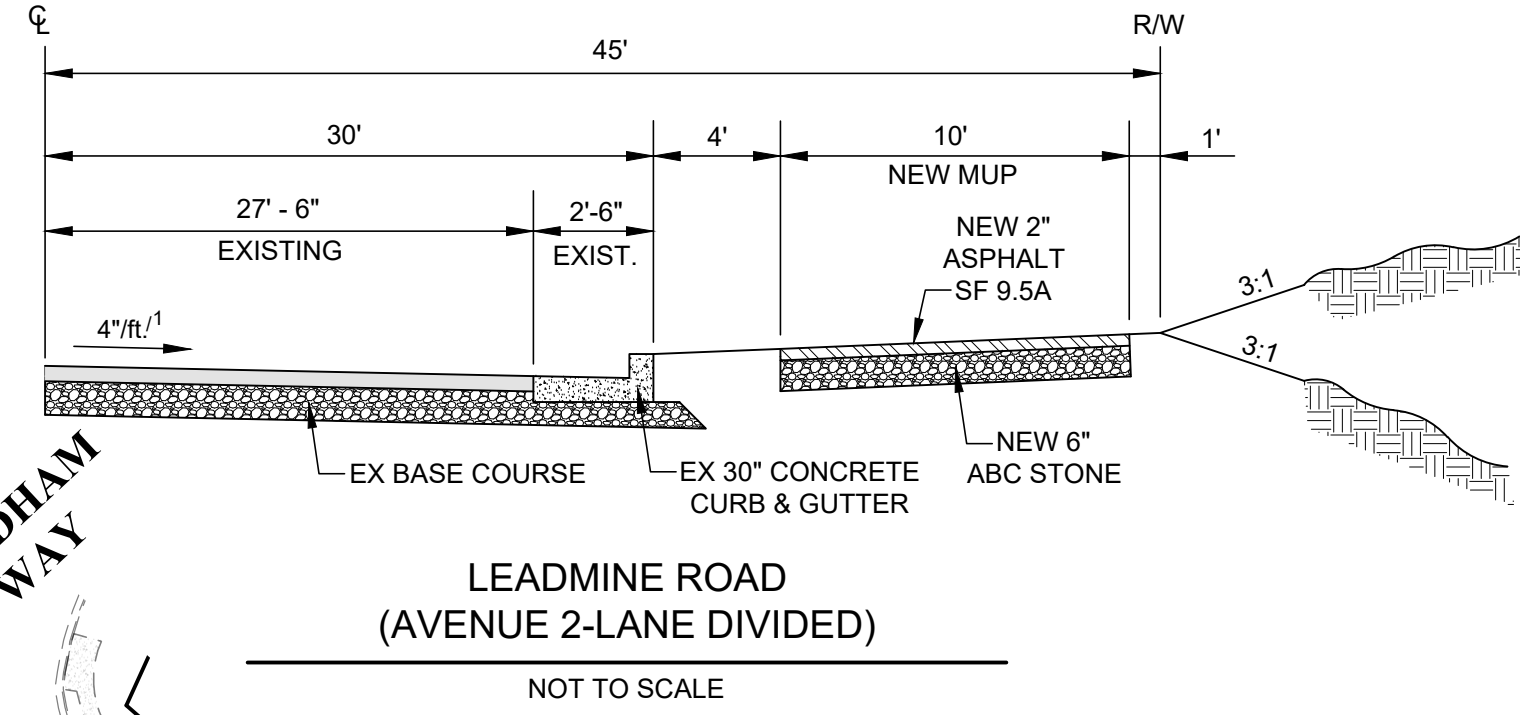 ℄
R/W
45'
30'
4'
10'
1'
NEW MUP
27' - 6"
EXISTING
2'-6"
EXIST.
NEW 2"
ASPHALT
SF 9.5A
4"/ft./1
3:1
3:1
EX BASE COURSE
EX 30" CONCRETE
CURB & GUTTER
NEW 6"
ABC STONE
DHAM
WAY
LEADMINE ROAD
(AVENUE 2-LANE DIVIDED)
NOT TO SCALE